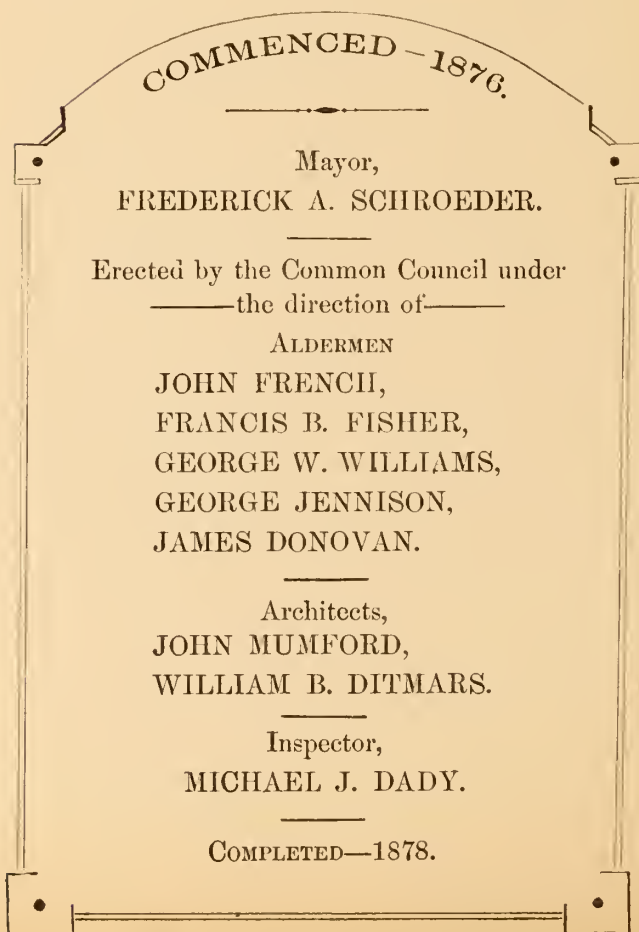 COMMENCED–1876.
Mayor,
FREDERICK A. SCHROEDER.
Erected by the Common Council under
the direction of
ALDERMEN
JOHN FRENCH,
FRANCIS B. FISHER,
GEORGE W. WILLIAMS,
GEORGE JENNISON,
JAMES DONOVAN.
Architects,
JOHN MUMFORD,
WILLIAM B. DITMARS.
Inspector,
MICHAEL J. DADY.
COMPLETED—1878.